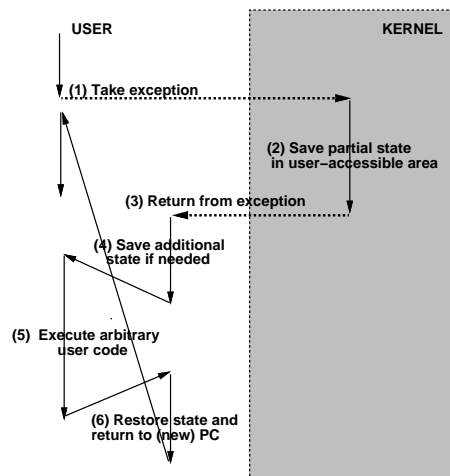 USER
KERNEL
(1) Take exception
(2) Save partial state
in user-accessible area
(3) Return from exception
(4) Save additional
state if needed
(5) Execute arbitrary
user code
(6) Restore state and
return to (new) PC